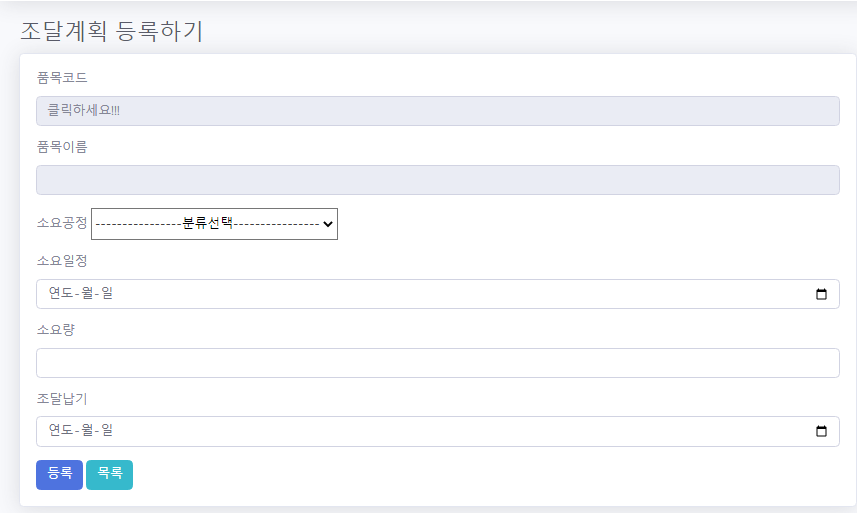 조달계획 등록하기
품목코드
클릭하세요!!!
품목이름
소요공정 ----------------분류선택----------------
소요일정
연도-월-일
소요량
조달납기
연도-월-일
등록 목록